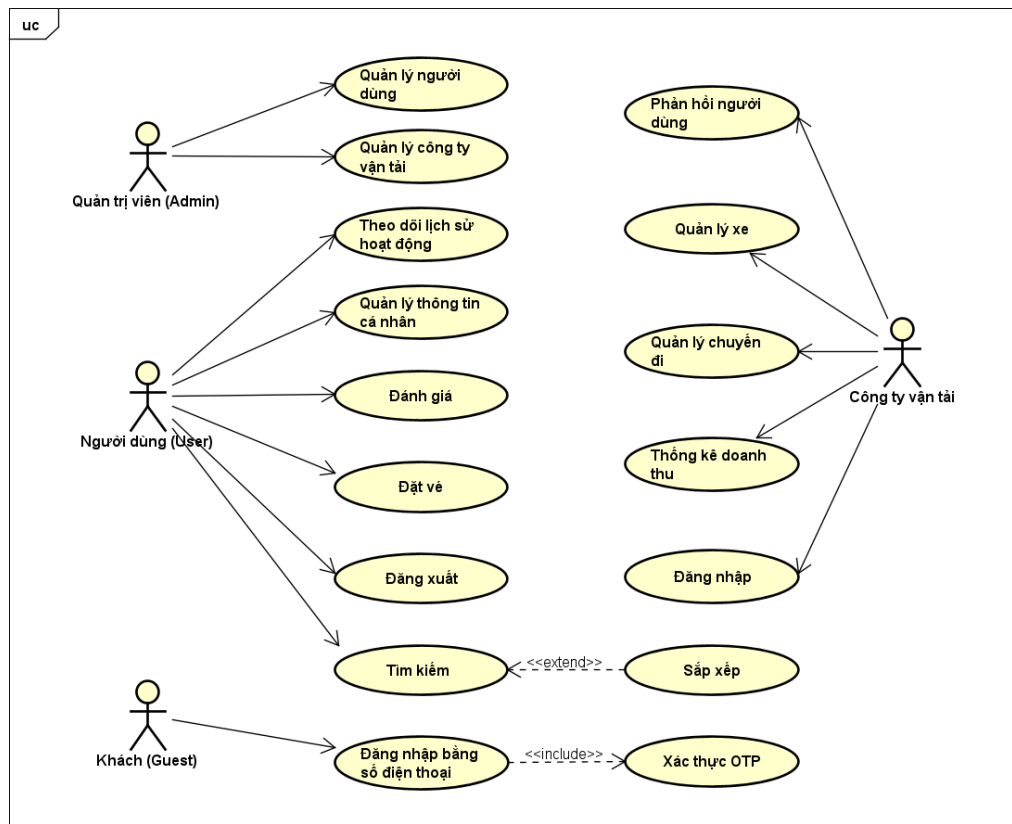 uc
Quản lý người
dùng
Quản lý công ty
vận tải
Quản trị viên (Admin)
Theo dõi lịch sử
hoạt động
Quản lý thông tin
cá nhân
Đánh giá
Người dùng (User)
Đặt vé
Đăng xuất
Tìm kiếm
<<extend>>
Sắp xếp
Khách (Guest)
Đăng nhập bằng
số điện thoại
<<include>>
Xác thực OTP
Phản hồi người
dùng
Quản lý xe
Quản lý chuyến
đi
Công ty vận tải
Thống kê doanh
thu
Đăng nhập